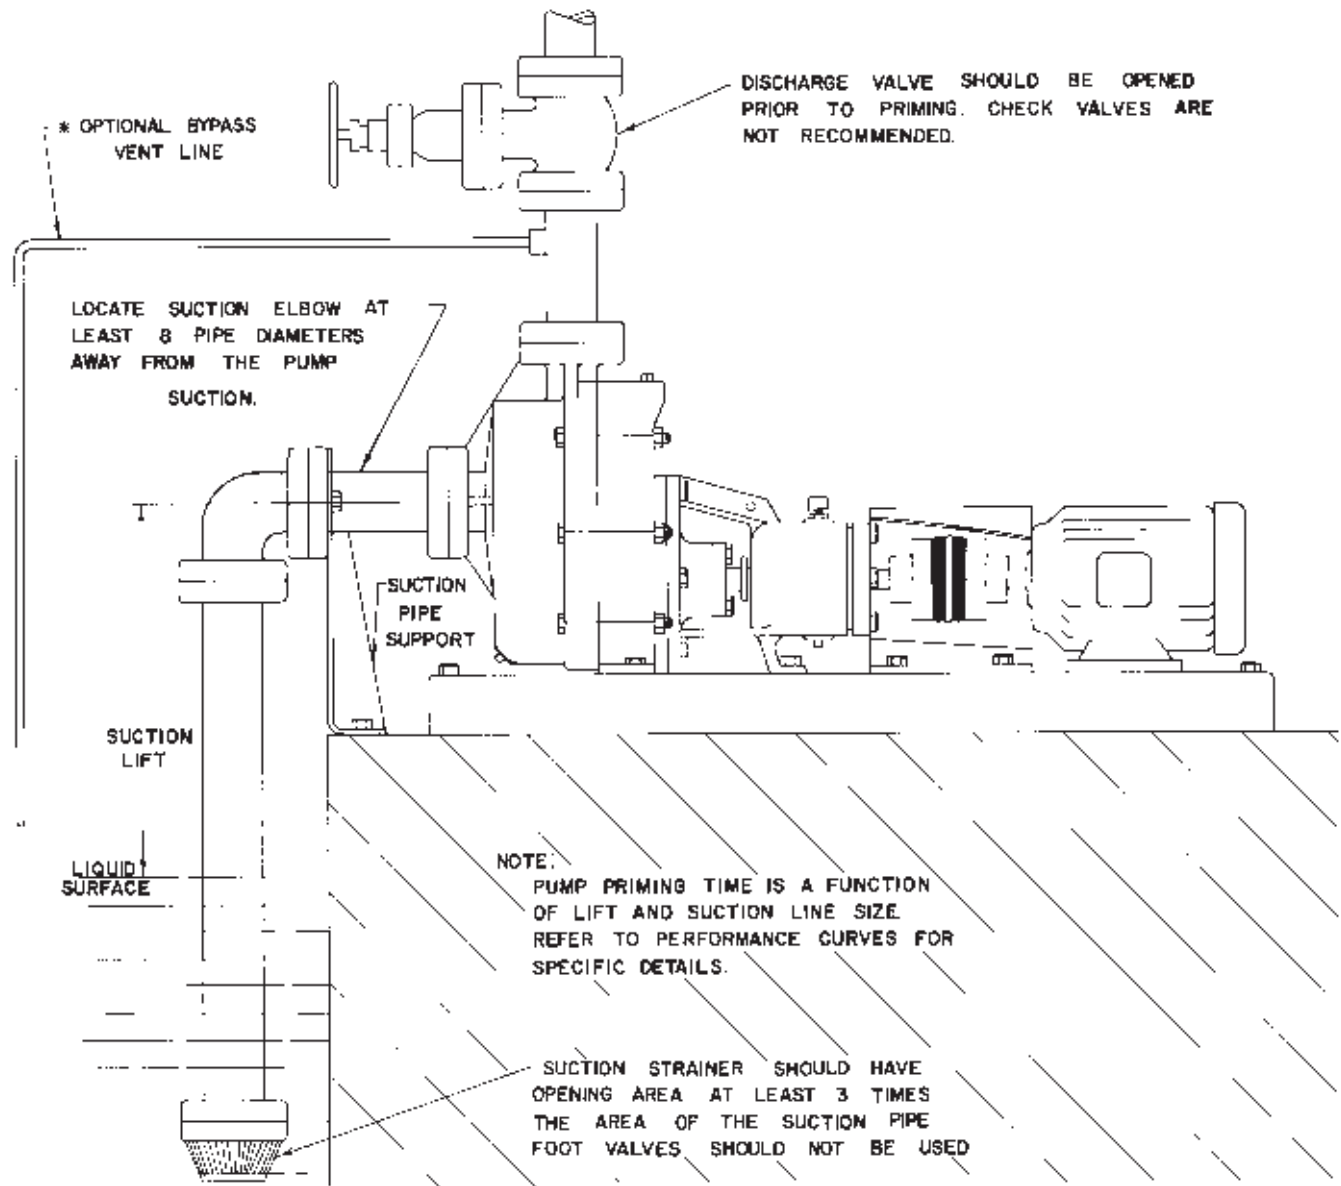 DISCHARGE VALVE SHOULD BE OPENED
PRIOR TO PRIMING. CHECK VALVES ARE
NOT RECOMMENDED.
* OPTIONAL BYPASS
VENT LINE
LOCATE SUCTION ELBOW AT
LEAST 8 PIPE DIAMETERS
AWAY FROM THE PUMP
SUCTION.
SUCTION
PIPE
SUPPORT
SUCTION
LIFT
LIQUID
SURFACE
NOTE:
PUMP PRIMING TIME IS A FUNCTION
OF LIFT AND SUCTION LINE SIZE
REFER TO PERFORMANCE CURVES FOR
SPECIFIC DETAILS.
SUCTION STRAINER SHOULD HAVE
OPENING AREA AT LEAST 3 TIMES
THE AREA OF THE SUCTION PIPE
FOOT VALVES SHOULD NOT BE USED